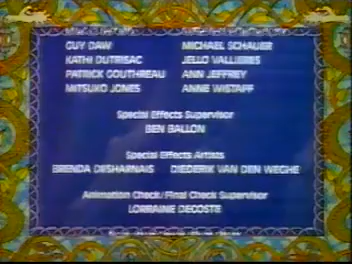 GUY DAW MICHAEL SCHAUER
KATHI DUTRISAC JELLO VALLIERES
PATRICK GOUTHREAU ANN JEFFREY
MITSUKO JONES ANNE WISTAFF
Special Effects Supervisor
BEN BALLON
Special Effects Artists
BRENDA DESHARNAIS DIEDERIK VAN DEN WEGHE
Animation Check/Final Check Supervisor
LORRAINE DECOSTE